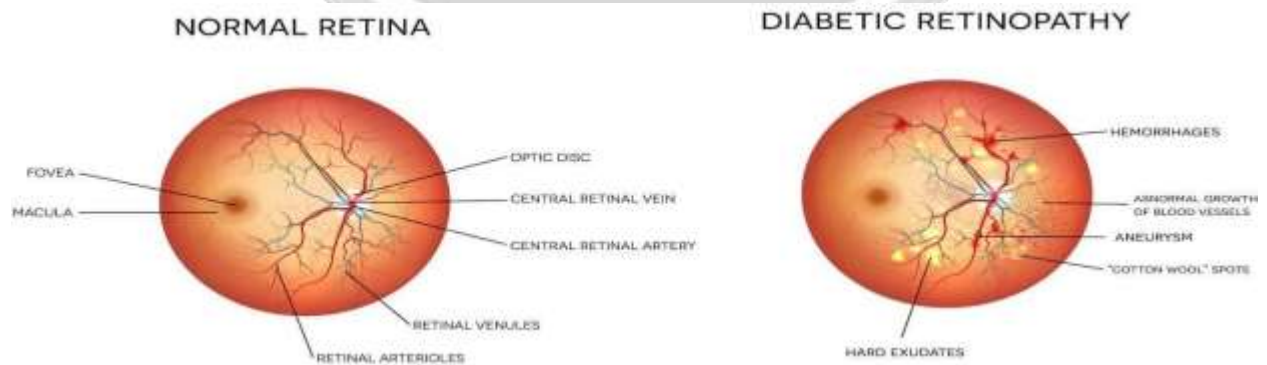 NORMAL RETINA
FOVEA
MACULA
OPTIC DISC
CENTRAL RETINAL VEIN
CENTRAL RETINAL ARTERY
RETINAL VENULES
RETINAL ARTERIOLES
DIABETIC RETINOPATHY
HEMORRHAGES
ABNORMAL GROWTH
OF BLOOD VESSELS
ANEURYSM
"COTTON WOOL" SPOTS
HARD EXUDATES